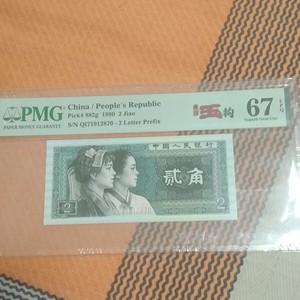 PMG
PAPER MONEY GUARANTY
China / People's Republic
Pick# 882g 1980 2 Jiao
S/N QI71912870 - 2 Letter Prefix
67 EPQ
Superb Gem Unc
中国人民银行
贰角
2
2